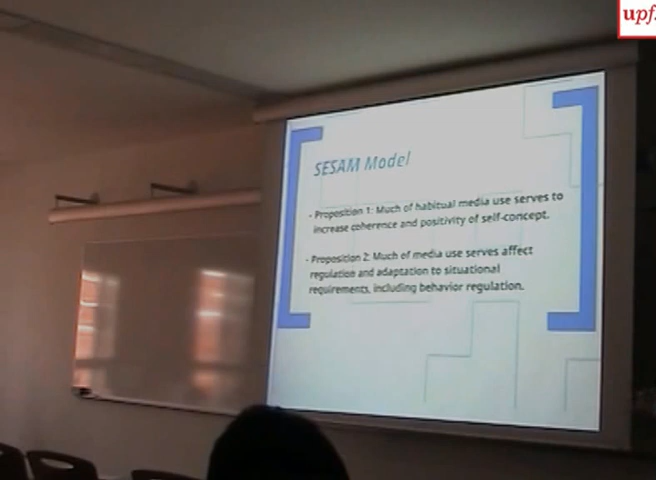 upf.
SESAM Model
- Proposition 1: Much of habitual media use serves to
increase coherence and positivity of self-concept.
- Proposition 2: Much of media use serves affect
regulation and adaptation to situational
requirements, including behavior regulation.